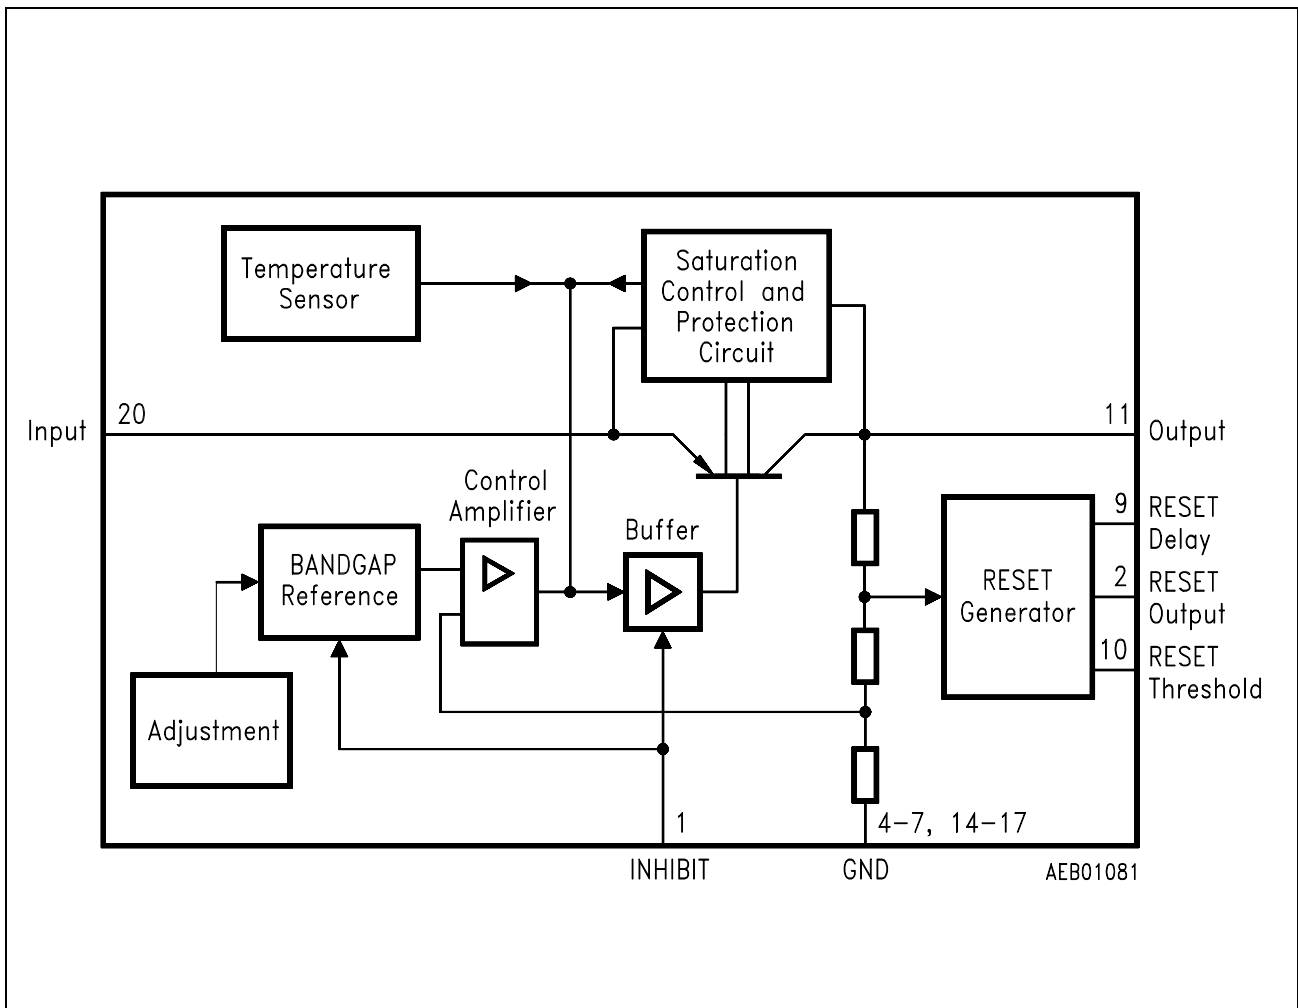 Temperature
Sensor
Saturation
Control and
Protection
Circuit
Input
20
11
Output
Control
Amplifier
Buffer
BANDGAP
Reference
RESET
Generator
9
RESET
Delay
2
RESET
Output
10
RESET
Threshold
Adjustment
1
4-7, 14-17
INHIBIT
GND
AEB01081